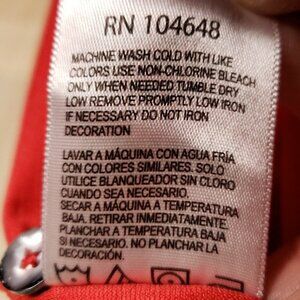 RN 104648
MACHINE WASH COLD WITH LIKE
COLORS USE NON-CHLORINE BLEACH
ONLY WHEN NEEDED TUMBLE DRY
LOW REMOVE PROMPTLY LOW IRON
IF NECESSARY DO NOT IRON
DECORATION
LAVAR A MÁQUINA CON AGUA FRÍA
CON COLORES SIMILARES. SOLO
UTILICE BLANQUEADOR SIN CLORO
CUANDO SEA NECESARIO.
SECAR A MÁQUINA A TEMPERATURA
BAJA. RETIRAR INMEDIATAMENTE.
PLANCHAR A TEMPERATURA BAJA
SI NECESARIO. NO PLANCHAR LA
DECORACIÓN.